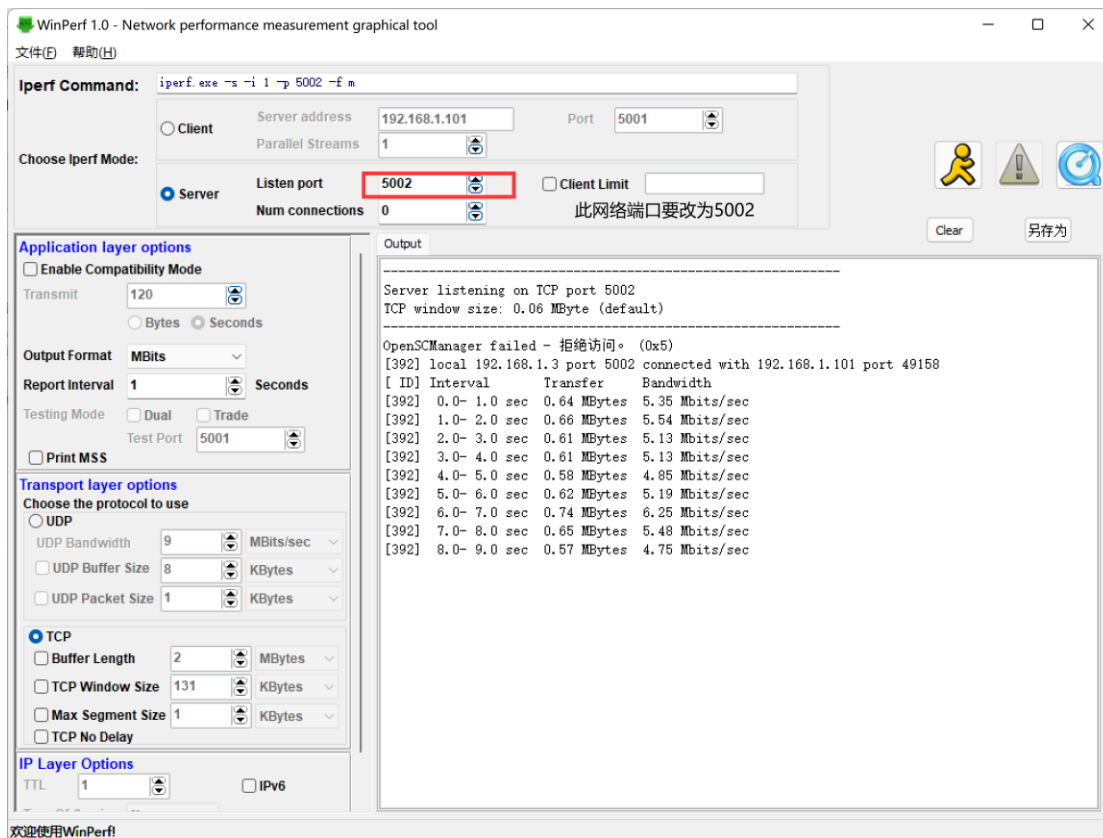 WinPerf 1.0 - Network performance measurement graphical tool
文件(F) 帮助(H)
Iperf Command: iperf.exe -s -i 1 -p 5002 -f m
Choose Iperf Mode:
Client
Server address 192.168.1.101 Port 5001
Parallel Streams 1
Server
Listen port 5002 Client Limit
Num connections 0 此网络端口要改为5002
Clear 另存为
Application layer options
Enable Compatibility Mode
Transmit 120
Bytes Seconds
Output Format MBits
Report Interval 1 Seconds
Testing Mode Dual Trade
Test Port 5001
Print MSS
Transport layer options
Choose the protocol to use
UDP
UDP Bandwidth 9 MBits/sec
UDP Buffer Size 8 KBytes
UDP Packet Size 1 KBytes
TCP
Buffer Length 2 MBytes
TCP Window Size 131 KBytes
Max Segment Size 1 KBytes
TCP No Delay
IP Layer Options
TTL 1 IPv6
Output
------------------------------------------------------------
Server listening on TCP port 5002
TCP window size: 0.06 MByte (default)
------------------------------------------------------------
OpenSCManager failed - 拒绝访问。 (0x5)
[392] local 192.168.1.3 port 5002 connected with 192.168.1.101 port 49158
[ ID] Interval Transfer Bandwidth
[392] 0.0- 1.0 sec 0.64 MBytes 5.35 Mbits/sec
[392] 1.0- 2.0 sec 0.66 MBytes 5.54 Mbits/sec
[392] 2.0- 3.0 sec 0.61 MBytes 5.13 Mbits/sec
[392] 3.0- 4.0 sec 0.61 MBytes 5.13 Mbits/sec
[392] 4.0- 5.0 sec 0.58 MBytes 4.85 Mbits/sec
[392] 5.0- 6.0 sec 0.62 MBytes 5.19 Mbits/sec
[392] 6.0- 7.0 sec 0.74 MBytes 6.25 Mbits/sec
[392] 7.0- 8.0 sec 0.65 MBytes 5.48 Mbits/sec
[392] 8.0- 9.0 sec 0.57 MBytes 4.75 Mbits/sec
欢迎使用WinPerf!